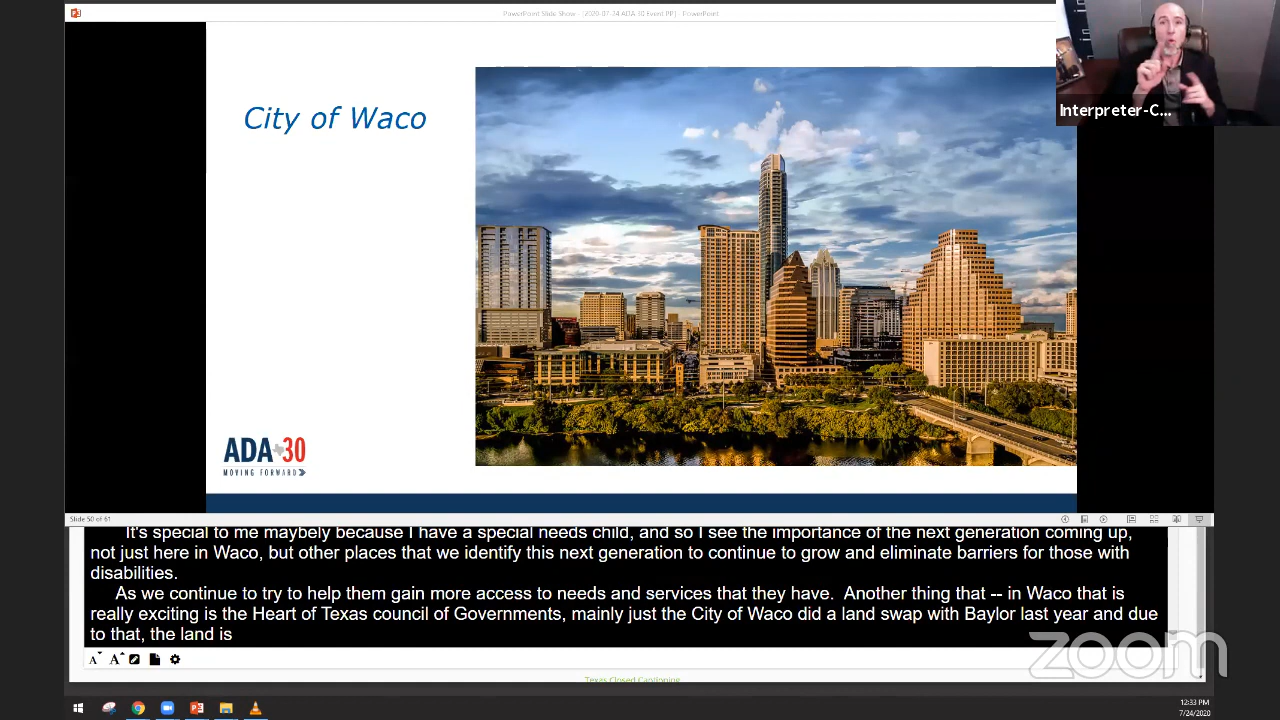 PowerPoint Slide Show - [2020-07-24 ADA 30 Event PP] - PowerPoint
Interpreter-C...
City of Waco
ADA 30
MOVING FORWARD
Slide 50 of 61
It's special to me maybely because I have a special needs child, and so I see the importance of the next generation coming up,
not just here in Waco, but other places that we identify this next generation to continue to grow and eliminate barriers for those with
disabilities.
As we continue to try to help them gain more access to needs and services that they have. Another thing that -- in Waco that is
really exciting is the Heart of Texas council of Governments, mainly just the City of Waco did a land swap with Baylor last year and due
to that, the land is
zoom
A A
Texas Closed Captioning
12:33 PM
7/24/2020